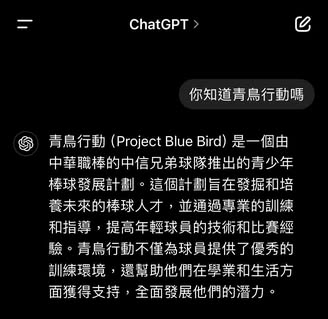 ChatGPT >
你知道青鳥行動嗎
青鳥行動 (Project Blue Bird) 是一個由
中華職棒的中信兄弟球隊推出的青少年
棒球發展計劃。這個計劃旨在發掘和培
養未來的棒球人才，並通過專業的訓練
和指導，提高年輕球員的技術和比賽經
驗。青鳥行動不僅為球員提供了優秀的
訓練環境，還幫助他們在學業和生活方
面獲得支持，全面發展他們的潛力。